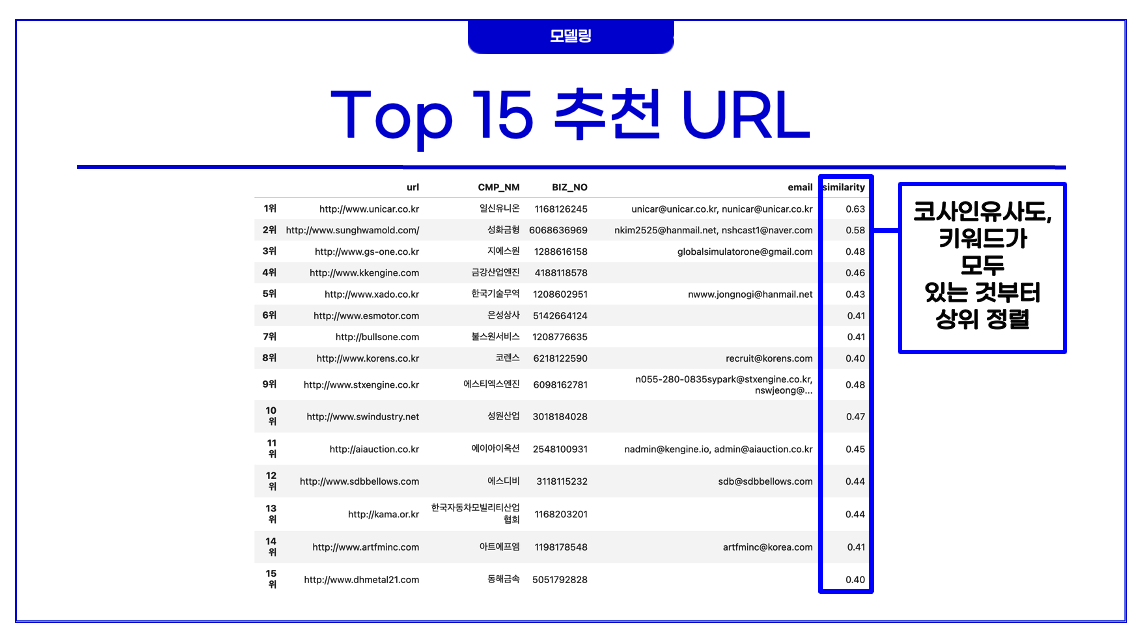 모델링
Top 15 추천 URL
url CMP_NM BIZ_NO email similarity
1위 http://www.unicar.co.kr 일신유니온 1168126245 unicar@unicar.co.kr, nunicar@unicar.co.kr 0.63
2위 http://www.sunghwamold.com/ 성화금형 6068636969 nkim2525@hanmail.net, nshcast1@naver.com 0.58
3위 http://www.gs-one.co.kr 지에스원 1288616158 globalsimulatorone@gmail.com 0.48
4위 http://www.kkengine.com 금강산업엔진 4188118578 0.46
5위 http://www.xado.co.kr 한국기술무역 1208602951 nwww.jongnogi@hanmail.net 0.43
6위 http://www.esmotor.com 은성상사 5142664124 0.41
7위 http://bullsone.com 불스원서비스 1208776635 0.41
8위 http://www.korens.co.kr 코렌스 6218122590 recruit@korens.com 0.40
9위 http://www.stxengine.co.kr 에스티엑스엔진 6098162781 n055-280-0835sypark@stxengine.co.kr, 0.48
nswjeong@...
10
위 http://www.swindustry.net 성원산업 3018184028 0.47
11
위 http://aiauction.co.kr 에이아이옥션 2548100931 nadmin@kengine.io, admin@aiauction.co.kr 0.45
12
위 http://www.sdbbellows.com 에스디비 3118115232 sdb@sdbbellows.com 0.44
13
위 http://kama.or.kr 한국자동차모빌리티산업
협회 1168203201 0.44
14
위 http://www.artfminc.com 아트에프엠 1198178548 artfminc@korea.com 0.41
15
위 http://www.dhmetal21.com 동해금속 5051792828 0.40
코사인유사도,
키워드가
모두
있는 것부터
상위 정렬